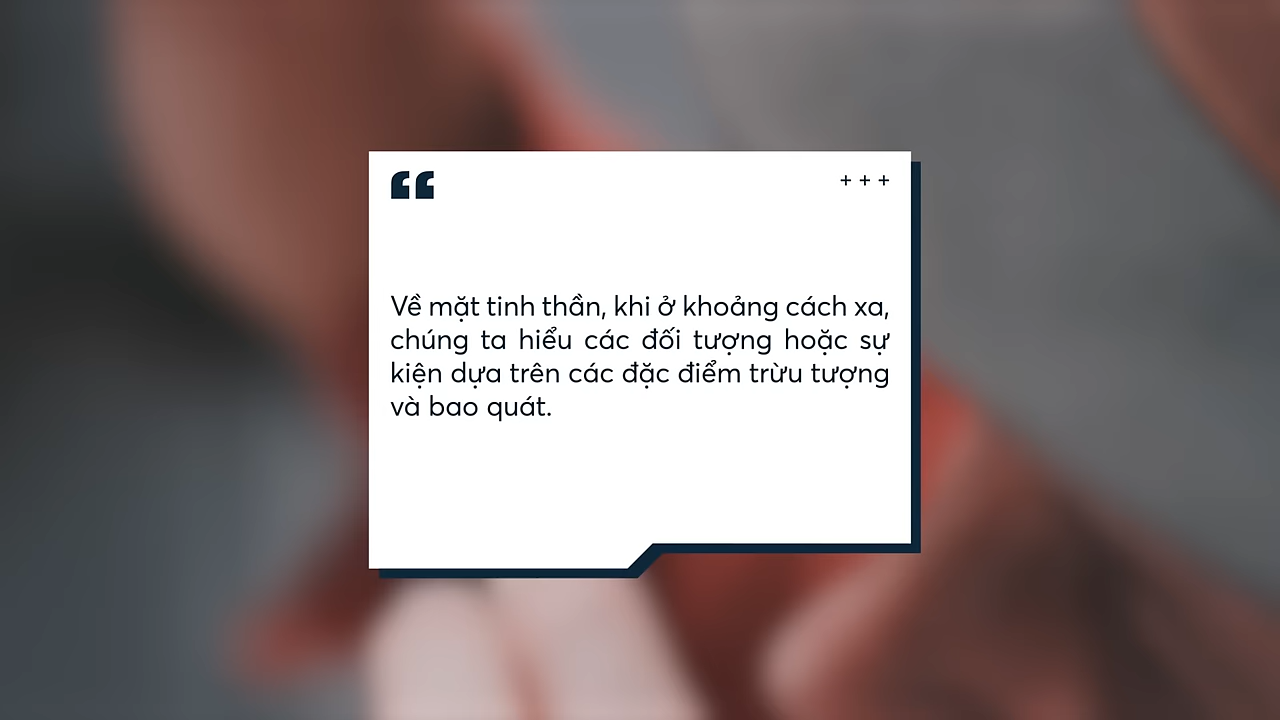 Về mặt tinh thần, khi ở khoảng cách xa,
chúng ta hiểu các đối tượng hoặc sự
kiện dựa trên các đặc điểm trừu tượng
và bao quát.